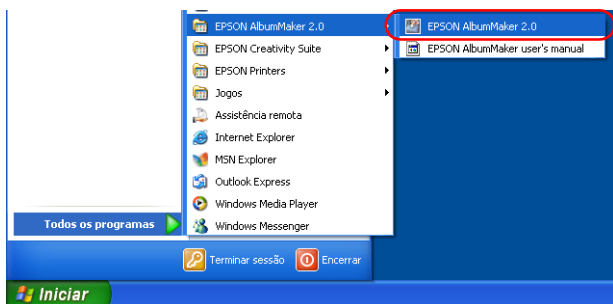 EPSON AlbumMaker 2.0
EPSON Creativity Suite
EPSON Printers
Jogos
Assistência remota
Internet Explorer
MSN Explorer
Outlook Express
Windows Media Player
Windows Messenger
EPSON AlbumMaker 2.0
EPSON AlbumMaker user's manual
Todos os programas
Terminar sessão
Encerrar
Iniciar